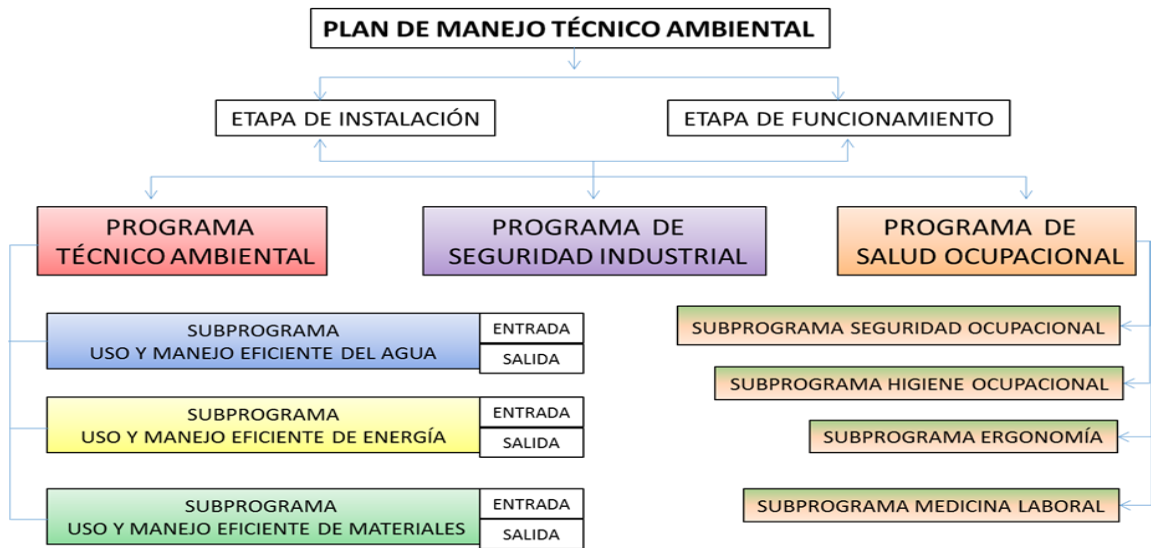 PLAN DE MANEJO TÉCNICO AMBIENTAL
ETAPA DE INSTALACIÓN
ETAPA DE FUNCIONAMIENTO
PROGRAMA
TÉCNICO AMBIENTAL
PROGRAMA DE
SEGURIDAD INDUSTRIAL
PROGRAMA DE
SALUD OCUPACIONAL
SUBPROGRAMA
USO Y MANEJO EFICIENTE DEL AGUA
ENTRADA
SALIDA
SUBPROGRAMA
USO Y MANEJO EFICIENTE DE ENERGÍA
ENTRADA
SALIDA
SUBPROGRAMA
USO Y MANEJO EFICIENTE DE MATERIALES
ENTRADA
SALIDA
SUBPROGRAMA SEGURIDAD OCUPACIONAL
SUBPROGRAMA HIGIENE OCUPACIONAL
SUBPROGRAMA ERGONOMÍA
SUBPROGRAMA MEDICINA LABORAL